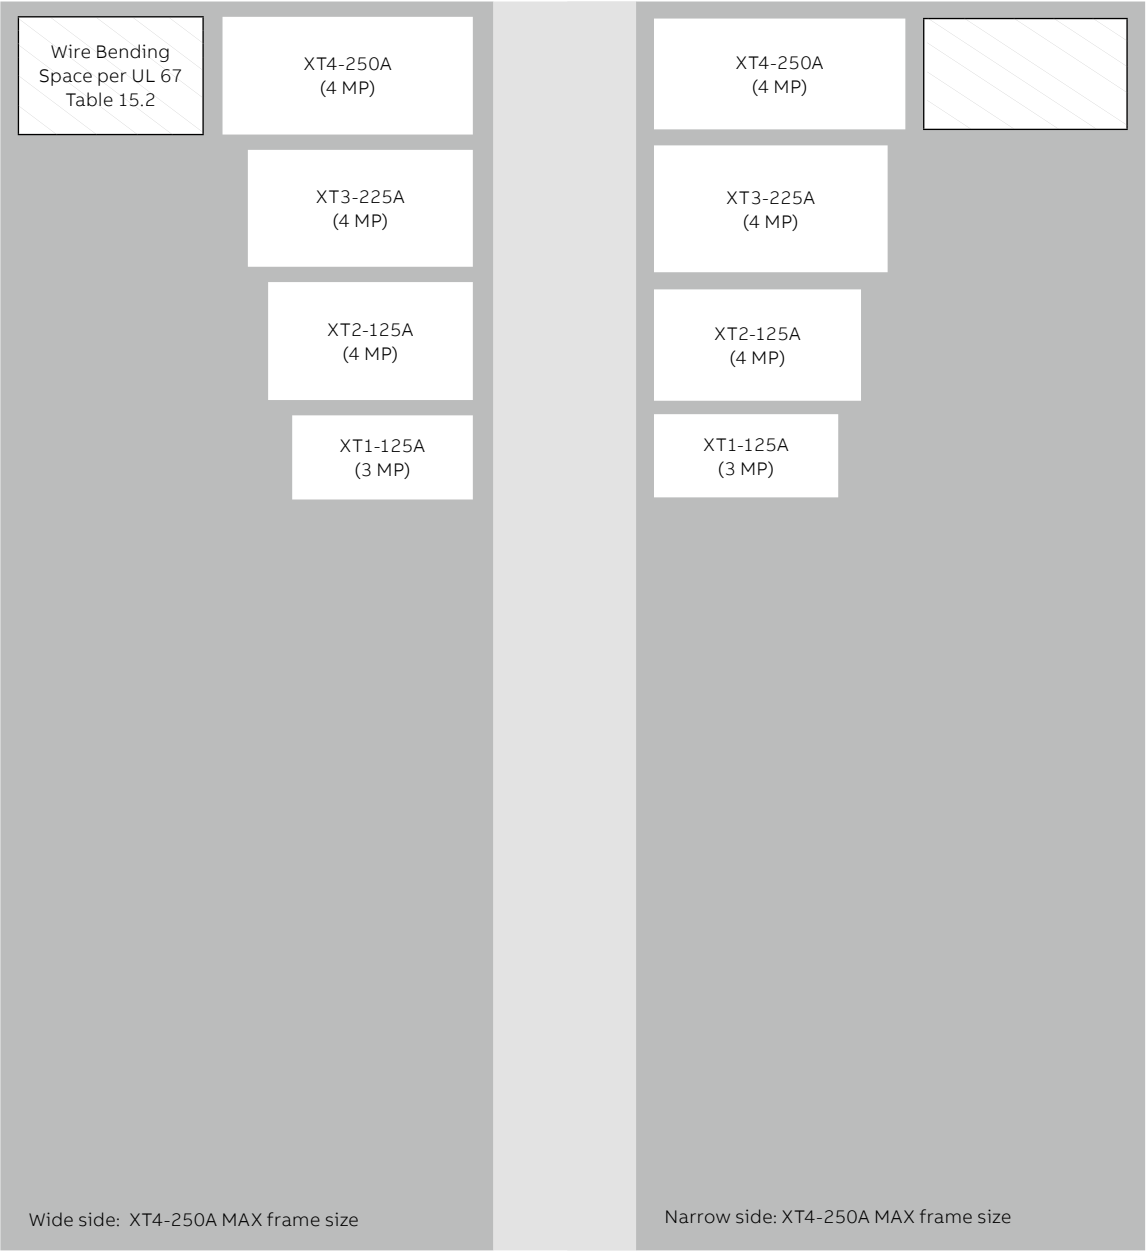 Wire Bending
Space per UL 67
Table 15.2
XT4-250A
(4 MP)
XT3-225A
(4 MP)
XT2-125A
(4 MP)
XT1-125A
(3 MP)
Wide side: XT4-250A MAX frame size
XT4-250A
(4 MP)
XT3-225A
(4 MP)
XT2-125A
(4 MP)
XT1-125A
(3 MP)
Narrow side: XT4-250A MAX frame size